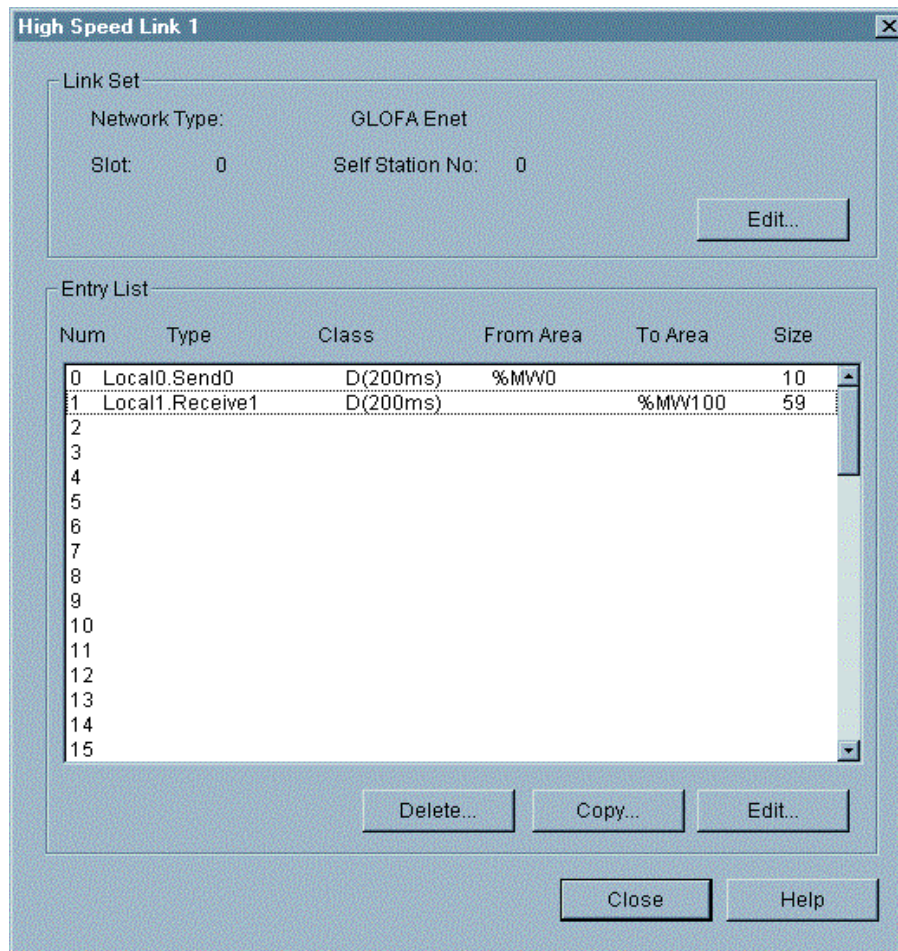 High Speed Link 1
Link Set
Network Type: GLOFA Enet
Slot: 0 Self Station No: 0
Edit...
Entry List
Num Type Class From Area To Area Size
0 Local0.Send0 D(200ms) %MW0 10
1 Local1.Receive1 D(200ms) %MW100 59
2
3
4
5
6
7
8
9
10
11
12
13
14
15
Delete... Copy... Edit...
Close Help